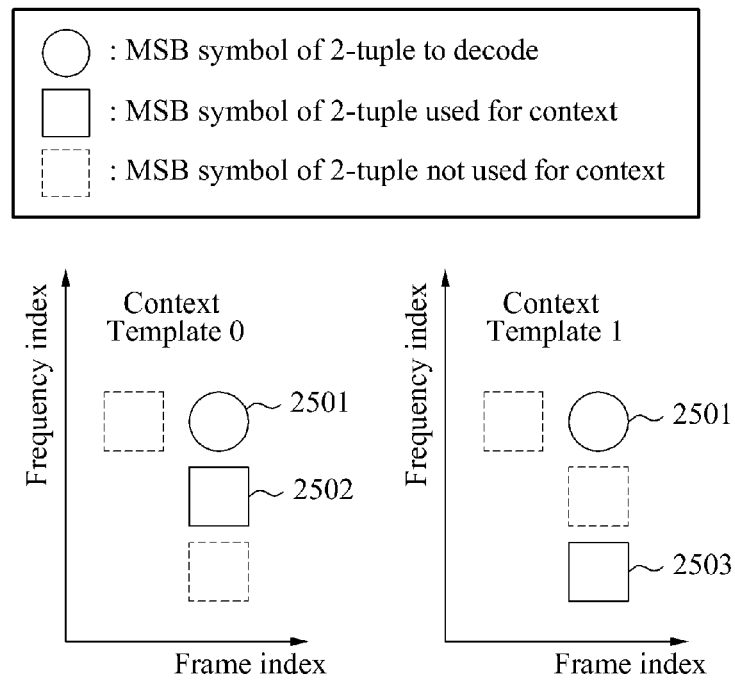 : MSB symbol of 2-tuple to decode
: MSB symbol of 2-tuple used for context
: MSB symbol of 2-tuple not used for context
Frequency index
Context
Template 0
2501
2502
Frame index
Frequency index
Context
Template 1
2501
2503
Frame index